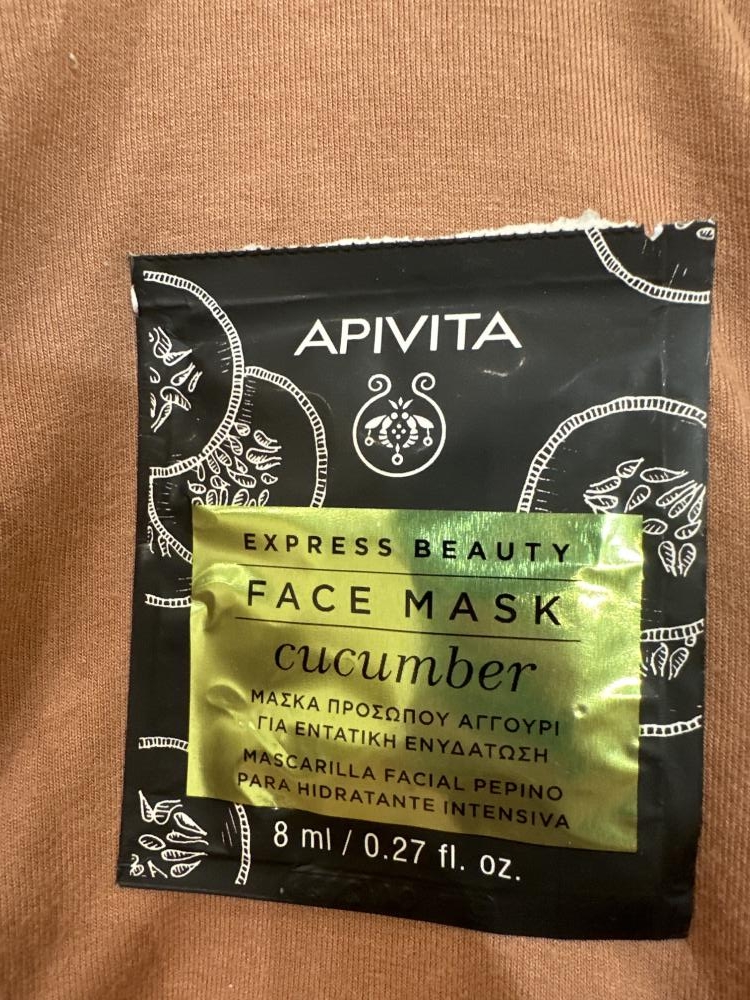 APIVITA
EXPRESS BEAUTY
FACE MASK
cucumber
ΜΑΣΚΑ ΠΡΟΣΩΠΟΥ ΑΓΓΟΥΡΙ
ΓΙΑ ΕΝΤΑΤΙΚΗ ΕΝΥΔΑΤΩΣΗ
MASCARILLA FACIAL PEPINO
PARA HIDRATANTE INTENSIVA
8 ml / 0.27 fl. oz.